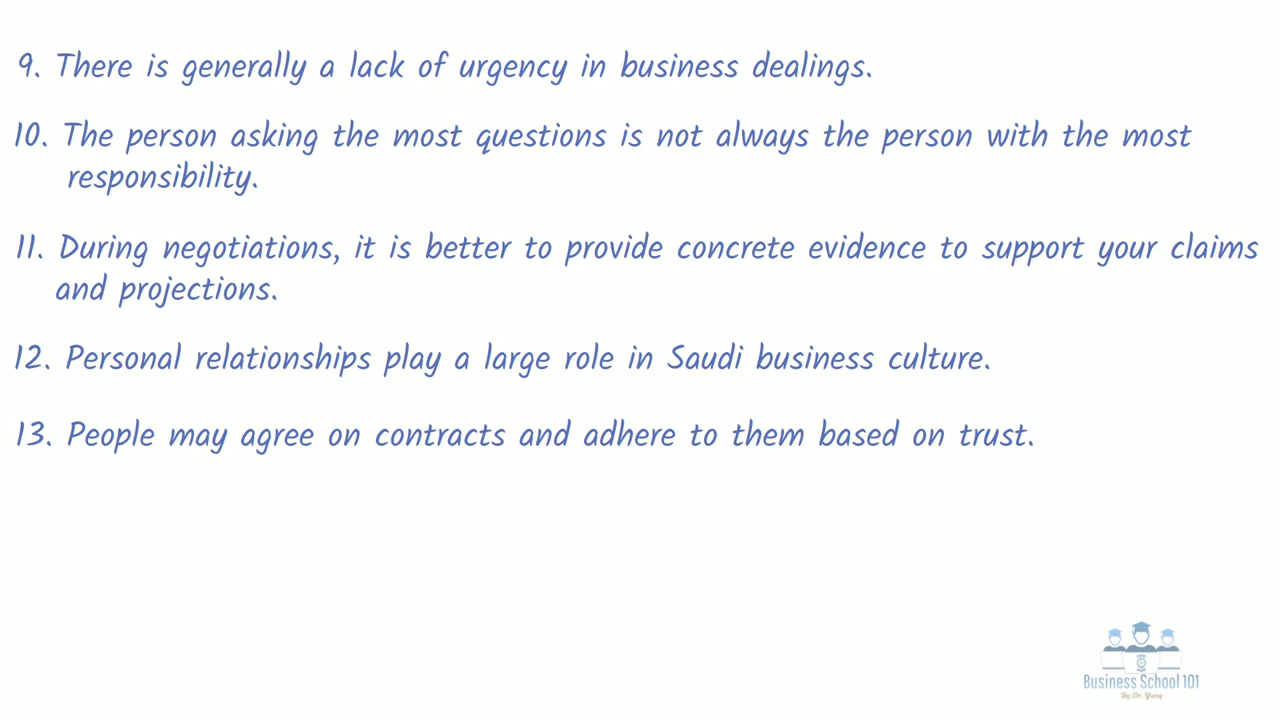 9. There is generally a lack of urgency in business dealings.
10. The person asking the most questions is not always the person with the most
responsibility.
11. During negotiations, it is better to provide concrete evidence to support your claims
and projections.
12. Personal relationships play a large role in Saudi business culture.
13. People may agree on contracts and adhere to them based on trust.
Business School 101
By Dr. Yang